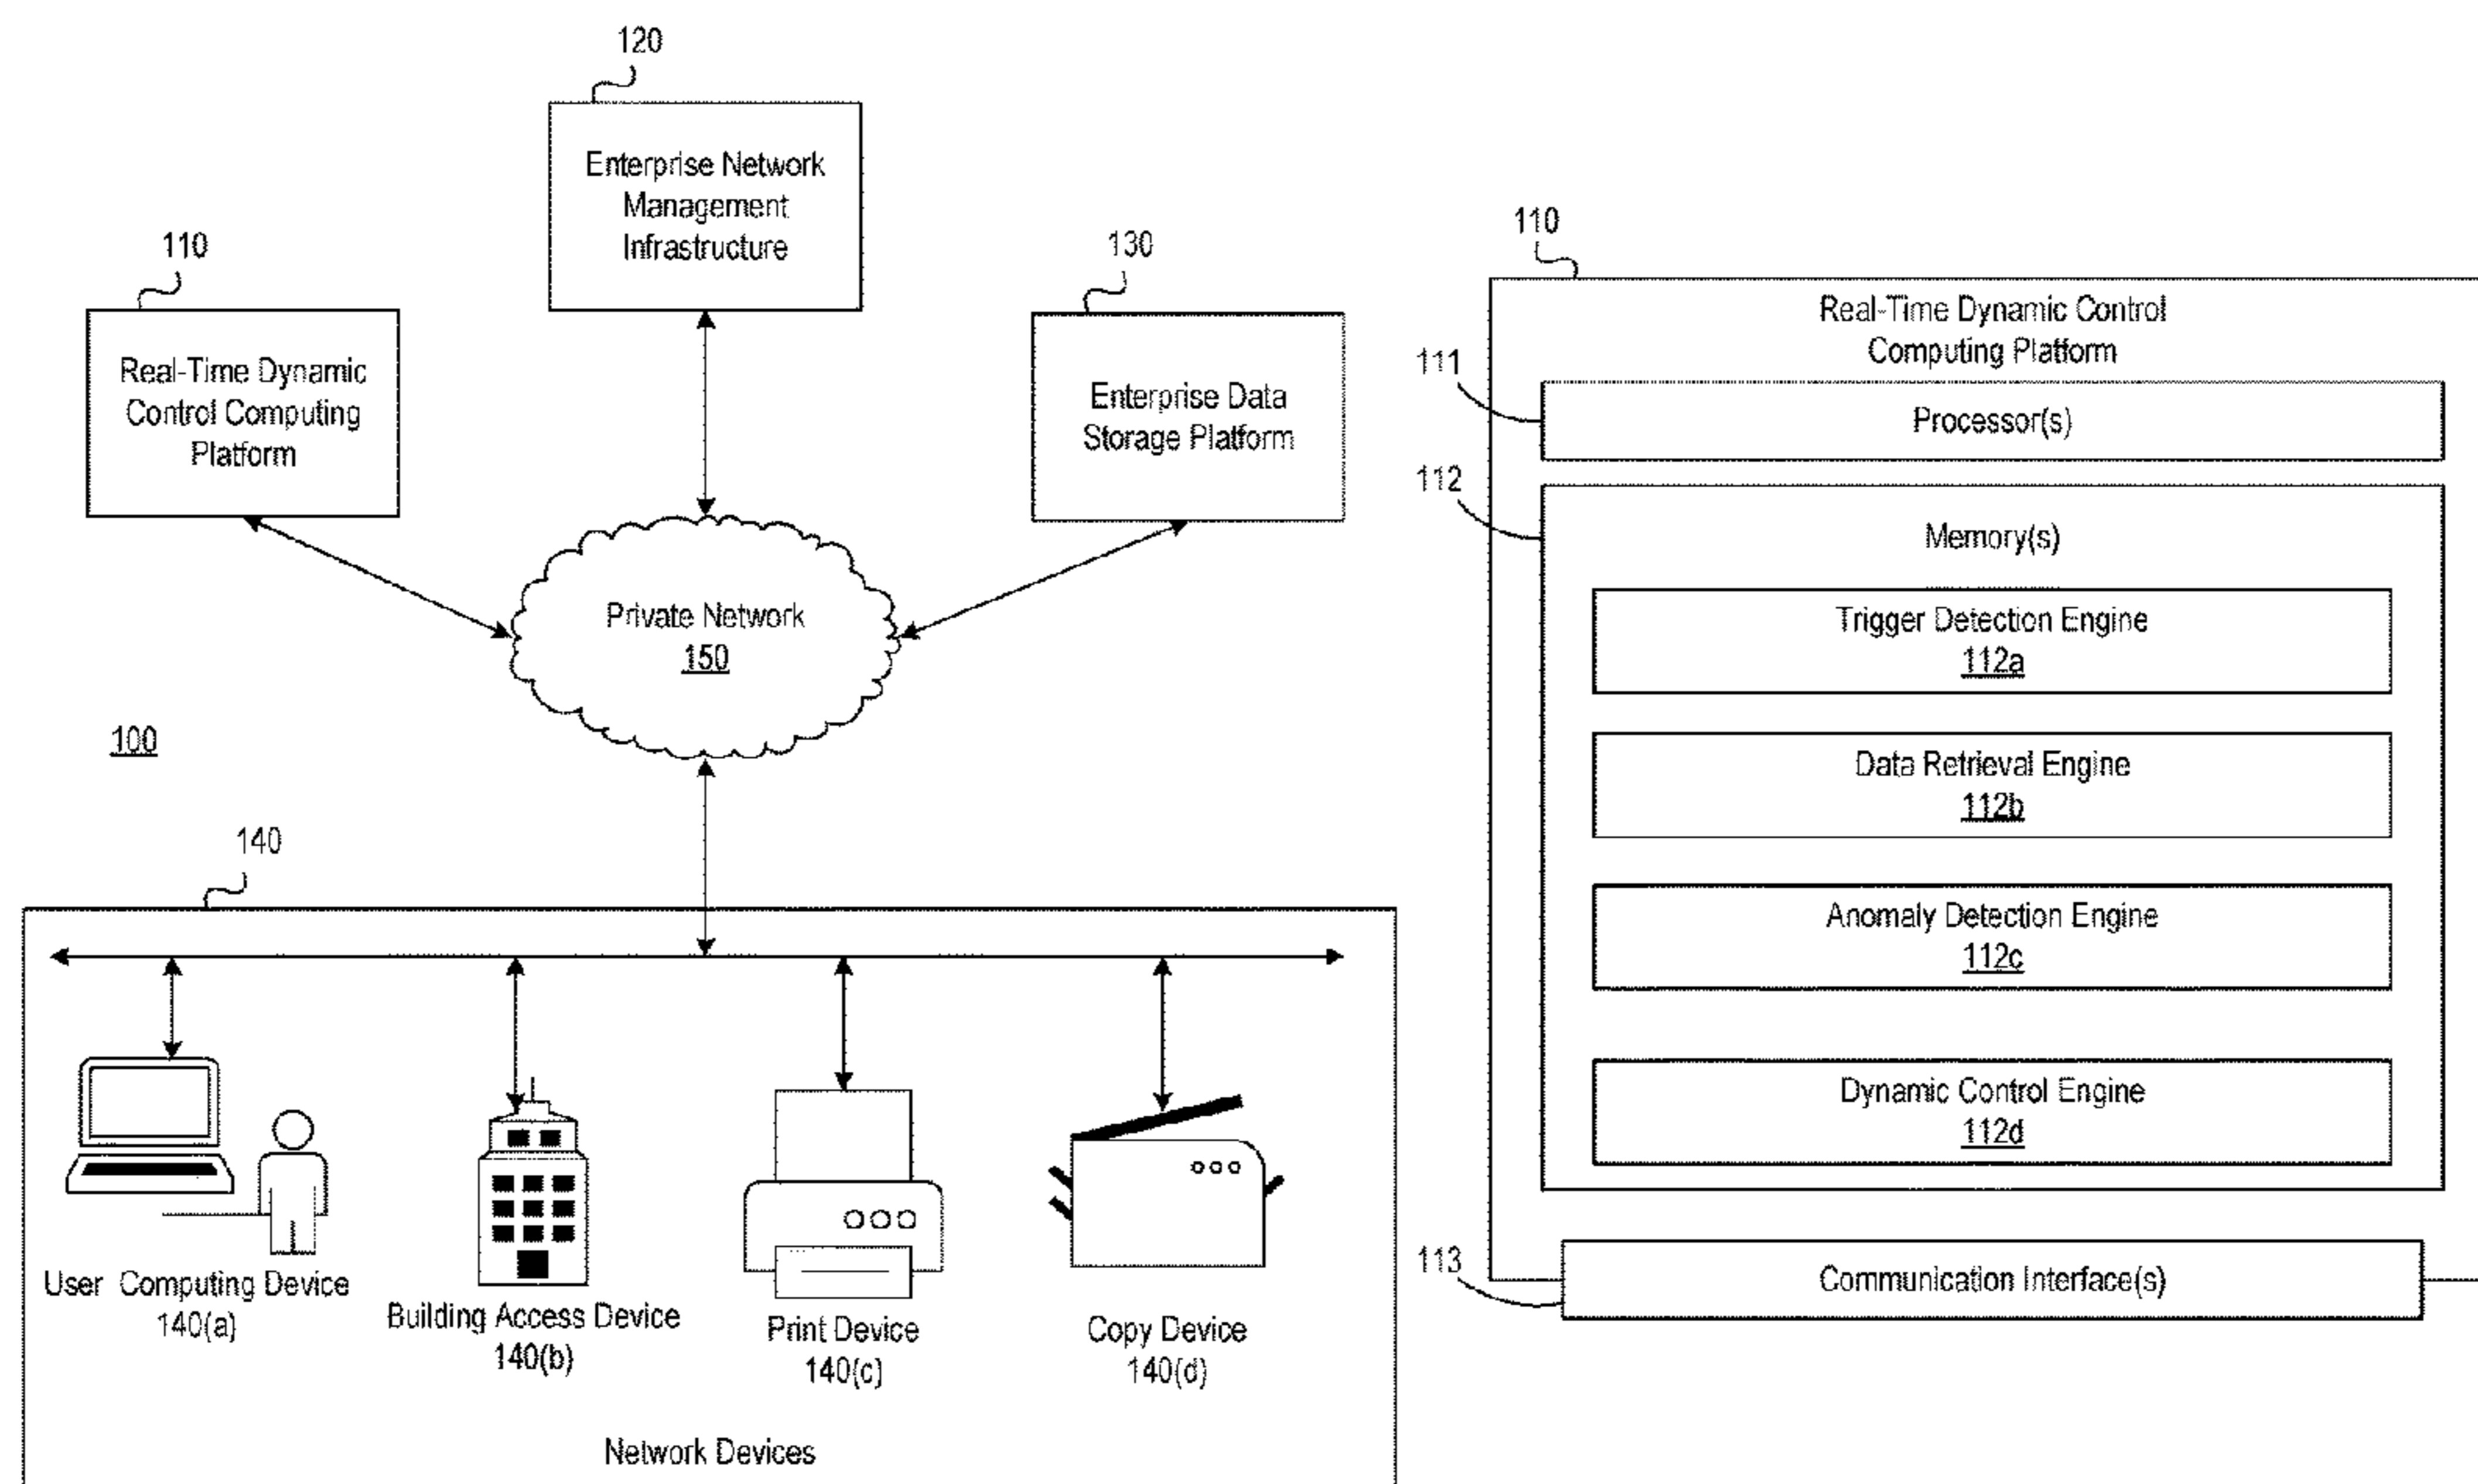 120
Enterprise Network
Management
Infrastructure
110
Real-Time Dynamic
Control Computing
Platform
130
Enterprise Data
Storage Platform
Private Network
150
100
140
User Computing Device
140(a)
Building Access Device
140(b)
Print Device
140(c)
Copy Device
140(d)
Network Devices
110
Real-Time Dynamic Control
Computing Platform
111
Processor(s)
112
Memory(s)
Trigger Detection Engine
112a
Data Retrieval Engine
112b
Anomaly Detection Engine
112c
Dynamic Control Engine
112d
113
Communication Interface(s)